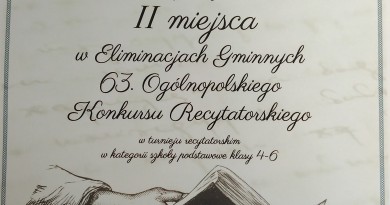 II miejsca
w Eliminacjach Gminnych
63. Ogólnopolskiego
Konkursu Recytatorskiego
w turnieju recytatorskim
w kategorii szkoły podstawowe klasy 4-6